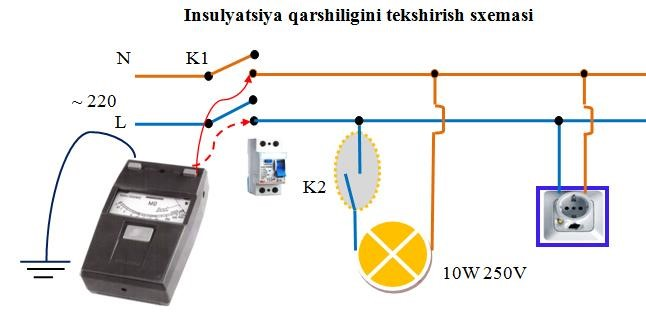 Insulyatsiya qarshiligini tekshirish sxemasi
N
K1
~ 220
L
MΩ
K2
10W 250V